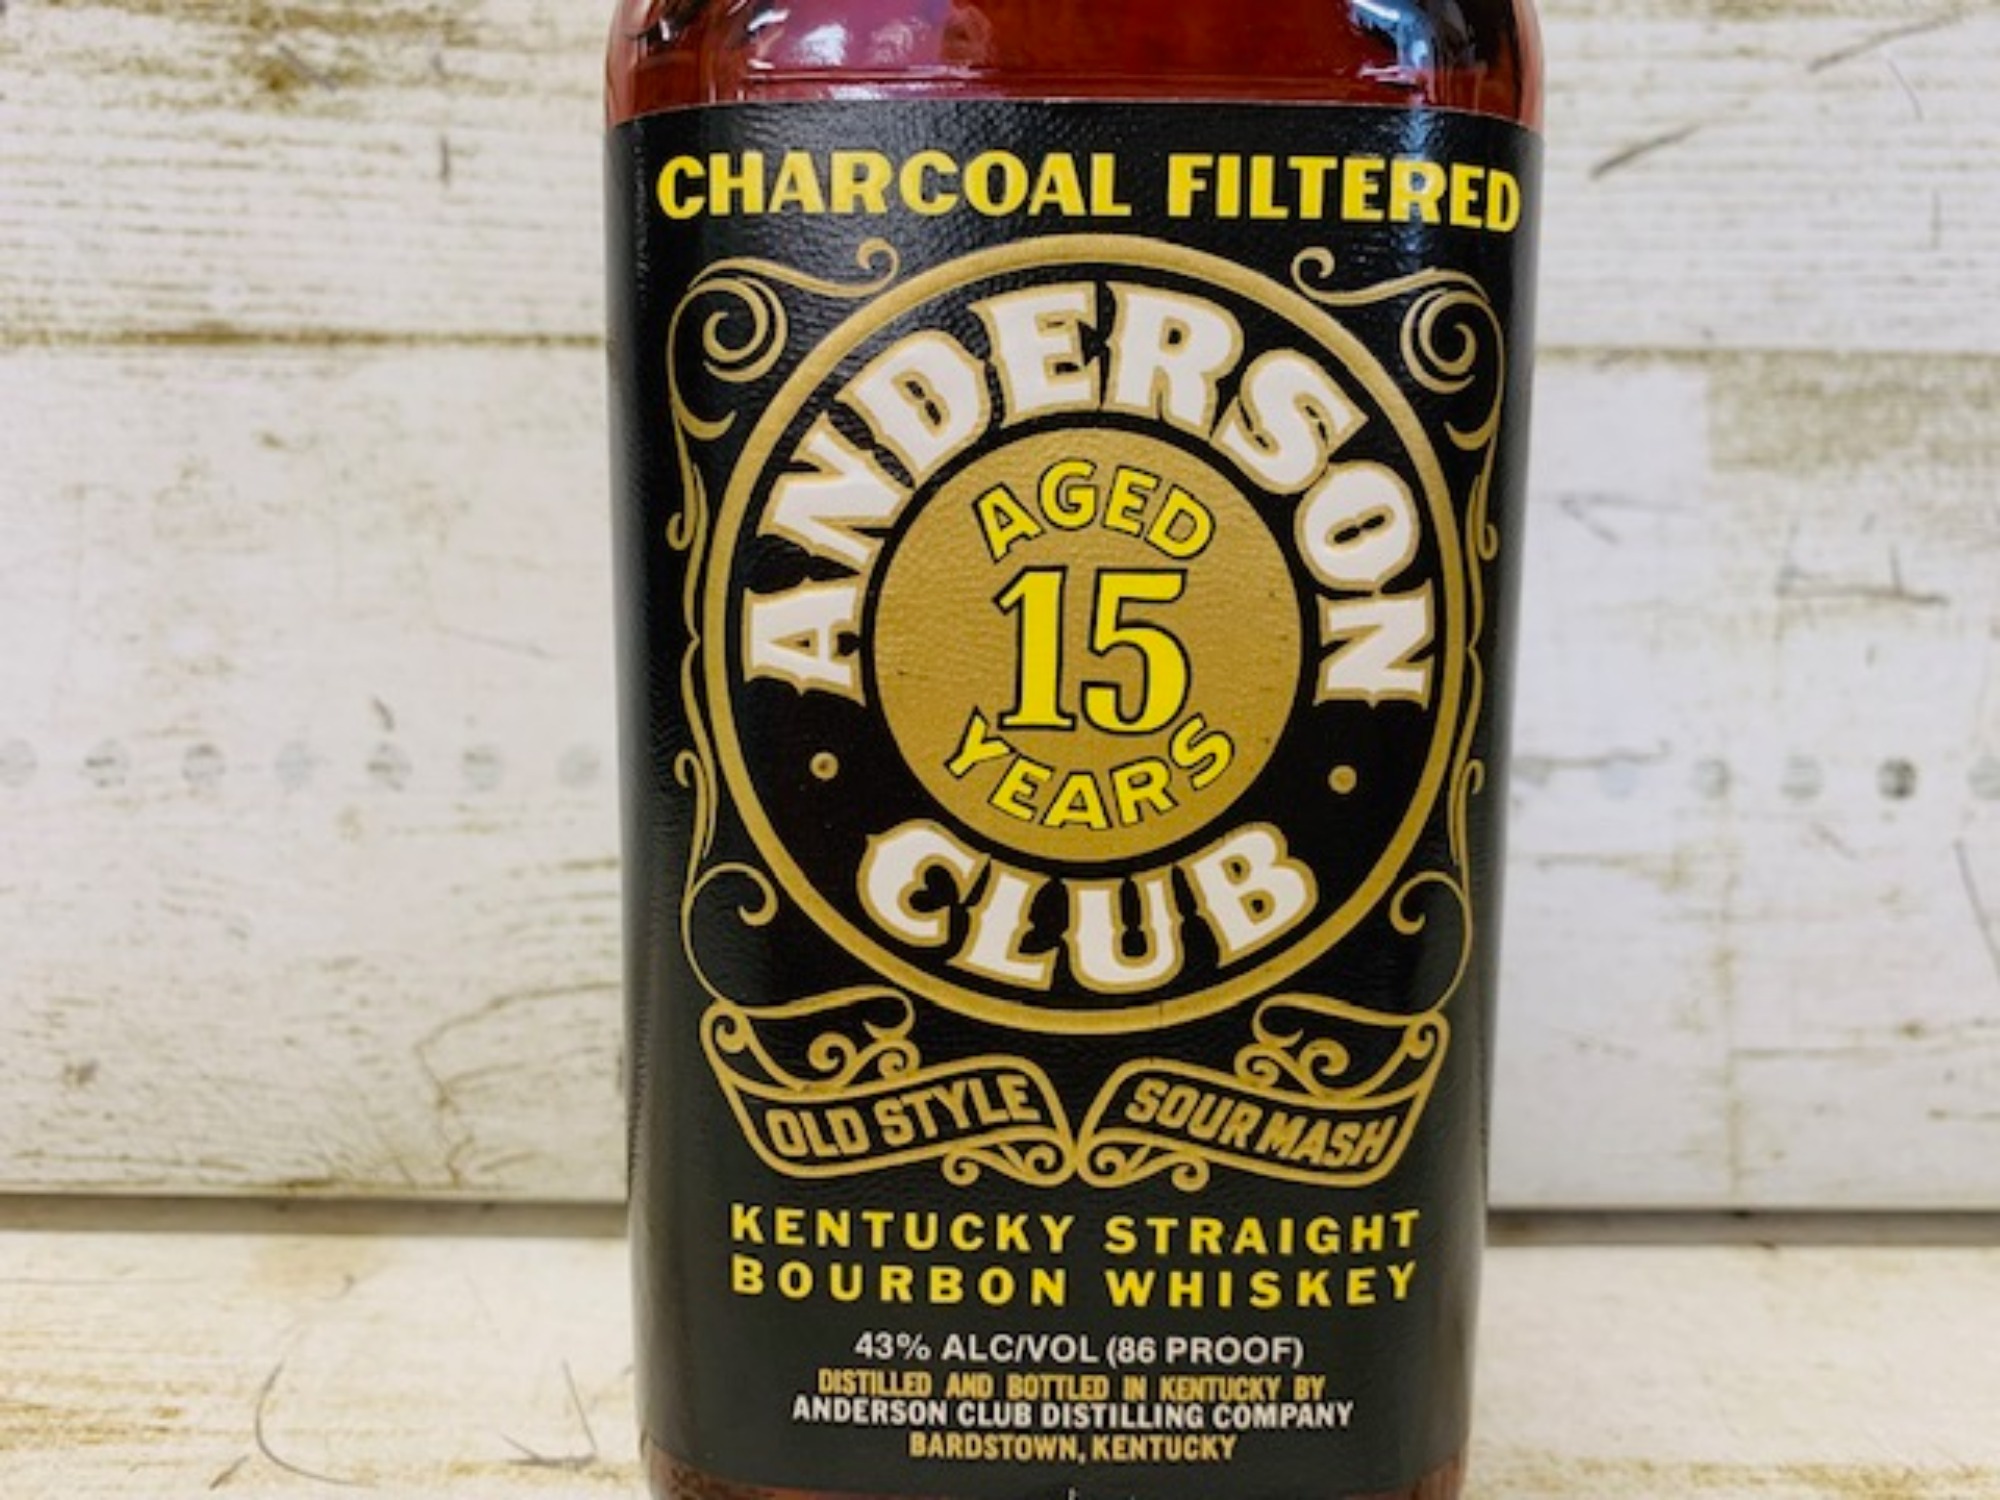 CHARCOAL FILTERED
ANDERSON
AGED
15
YEARS
CLUB
OLD STYLE
SOUR MASH
KENTUCKY STRAIGHT
BOURBON WHISKEY
43% ALC/VOL (86 PROOF)
DISTILLED AND BOTTLED IN KENTUCKY BY
ANDERSON CLUB DISTILLING COMPANY
BARDSTOWN, KENTUCKY